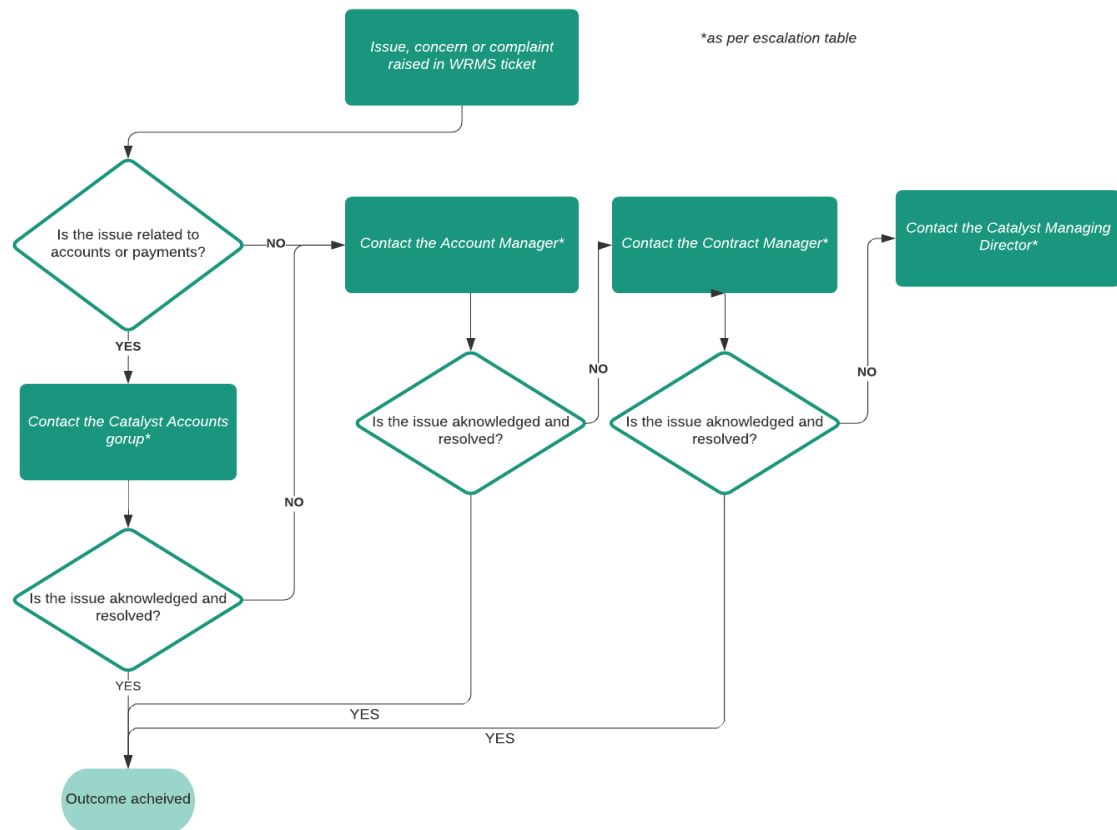 Issue, concern or complaint
raised in WRMS ticket
*as per escalation table
Is the issue related to
accounts or payments?
NO
Contact the Account Manager*
Contact the Contract Manager*
Contact the Catalyst Managing
Director*
YES
NO
NO
Contact the Catalyst Accounts
gorup*
Is the issue aknowledged and
resolved?
Is the issue aknowledged and
resolved?
NO
Is the issue aknowledged and
resolved?
YES
YES
YES
Outcome acheived